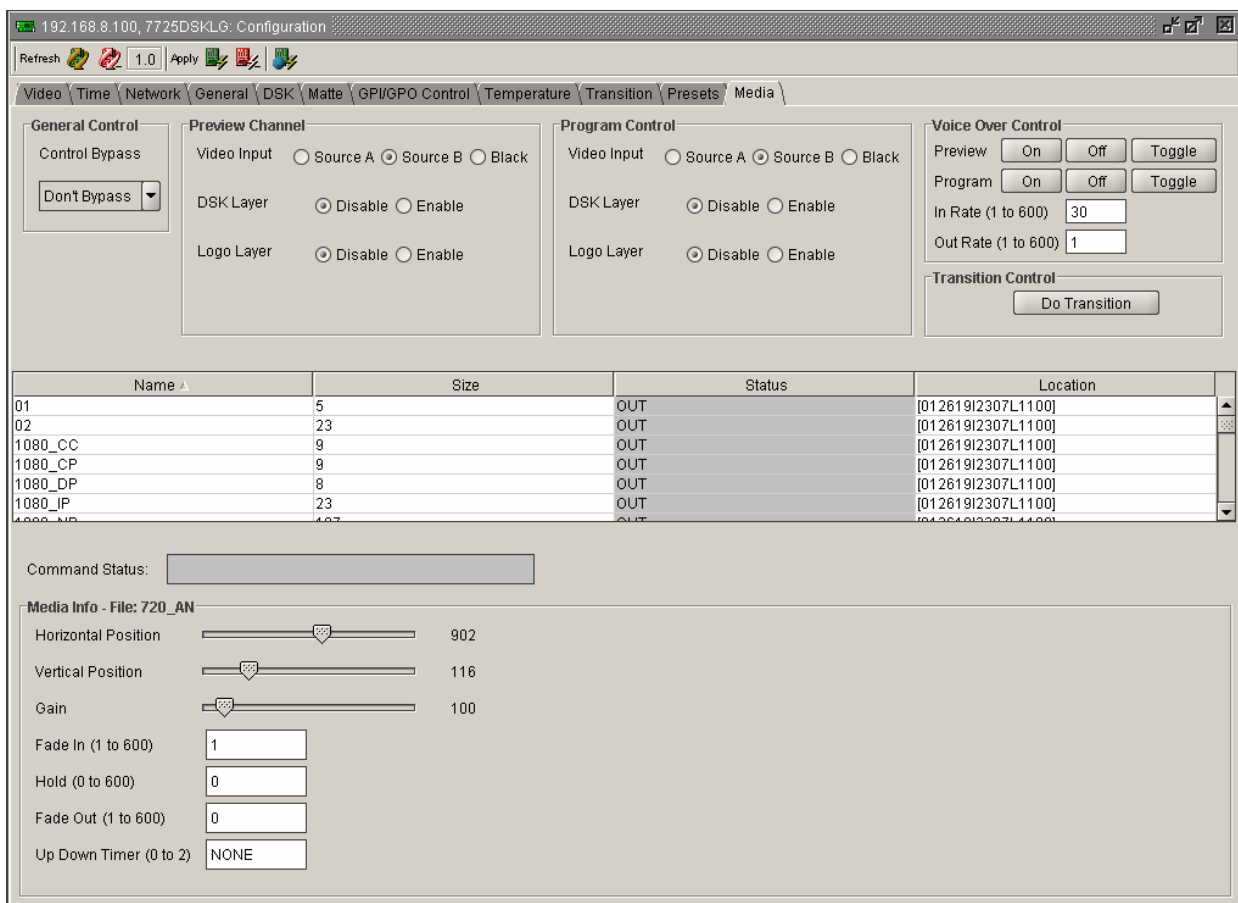 192.168.8.100, 7725DSKLG: Configuration
Refresh 1.0 Apply
Video Time Network General DSK Matte GPI/GPO Control Temperature Transition Presets Media
General Control
Control Bypass
Don't Bypass
Preview Channel
Video Input Source A Source B Black
DSK Layer Disable Enable
Logo Layer Disable Enable
Program Control
Video Input Source A Source B Black
DSK Layer Disable Enable
Logo Layer Disable Enable
Voice Over Control
Preview On Off Toggle
Program On Off Toggle
In Rate (1 to 600) 30
Out Rate (1 to 600) 1
Transition Control
Do Transition
Name Size Status Location
01 5 OUT [012619I2307L1100]
02 23 OUT [012619I2307L1100]
1080_CC 9 OUT [012619I2307L1100]
1080_CP 9 OUT [012619I2307L1100]
1080_DP 8 OUT [012619I2307L1100]
1080_IP 23 OUT [012619I2307L1100]
Command Status:
Media Info - File: 720_AN
Horizontal Position 902
Vertical Position 116
Gain 100
Fade In (1 to 600) 1
Hold (0 to 600) 0
Fade Out (1 to 600) 0
Up Down Timer (0 to 2) NONE